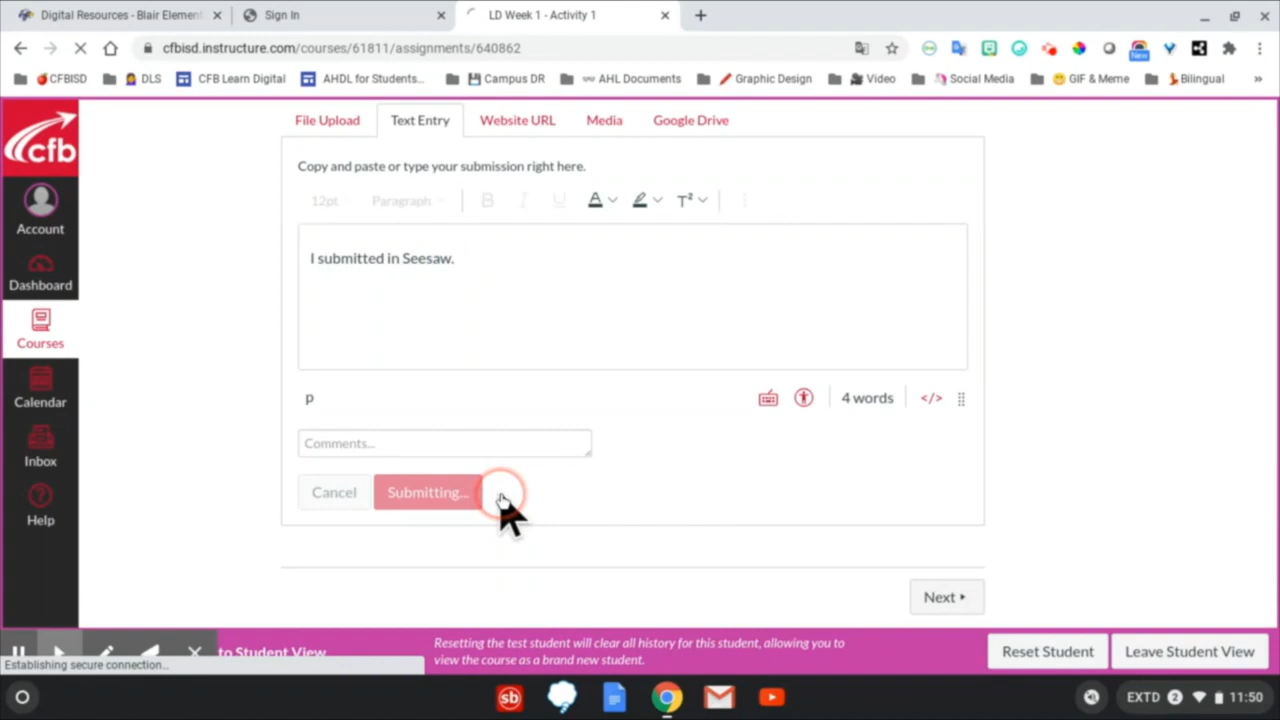 Digital Resources - Blair Element
Sign In
LD Week 1 - Activity 1
cfbisd.instructure.com/courses/61811/assignments/640862
New
CFBISD
DLS
CFB Learn Digital
AHDL for Students...
Campus DR
AHL Documents
Graphic Design
Video
Social Media
GIF & Meme
Bilingual
»
cfb
Account
Dashboard
Courses
Calendar
Inbox
Help
File Upload
Text Entry
Website URL
Media
Google Drive
Copy and paste or type your submission right here.
12pt
Paragraph
B I U A T²
I submitted in Seesaw.
p
4 words
</>
Comments...
Cancel
Submitting...
Next
to Student View
Resetting the test student will clear all history for this student, allowing you to
view the course as a brand new student.
Reset Student
Leave Student View
Establishing secure connection...
sb
EXTD 2 11:50